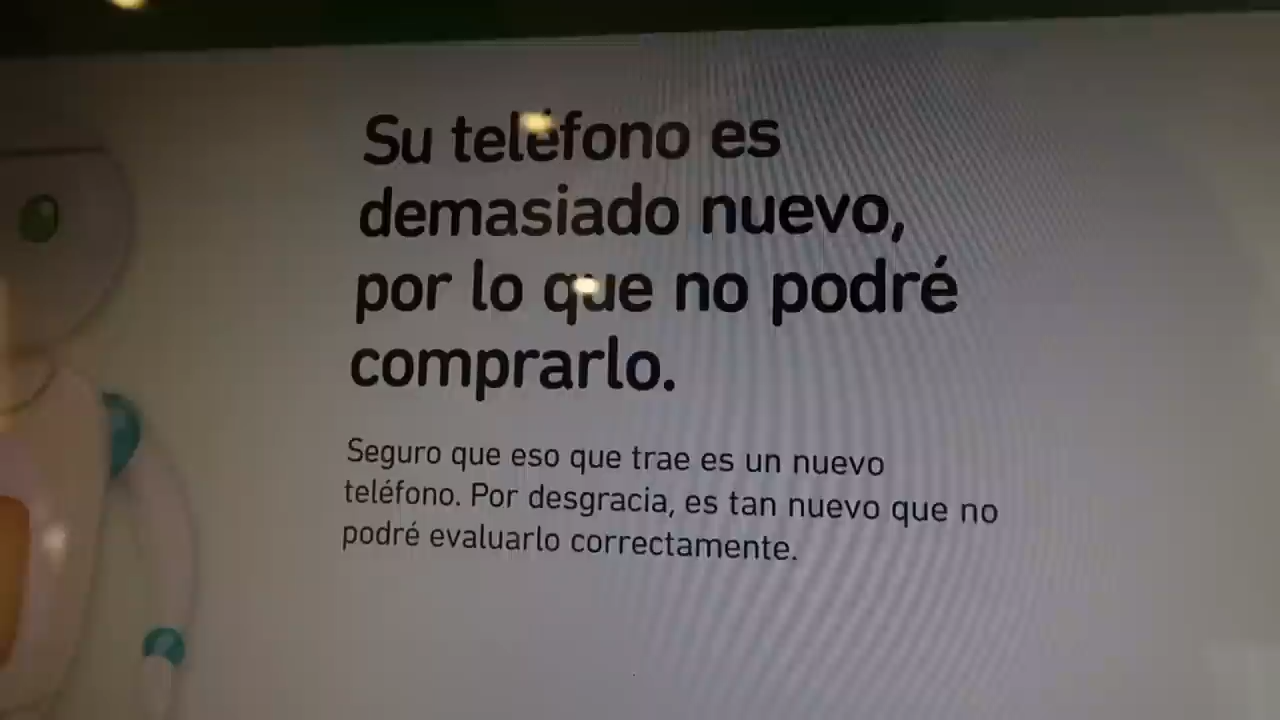 Su teléfono es
demasiado nuevo,
por lo que no podré
comprarlo.
Seguro que eso que trae es un nuevo
teléfono. Por desgracia, es tan nuevo que no
podré evaluarlo correctamente.